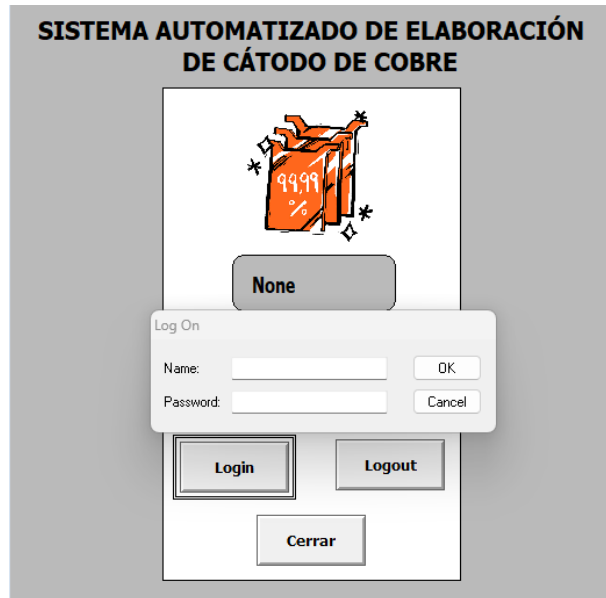 SISTEMA AUTOMATIZADO DE ELABORACIÓN
DE CÁTODO DE COBRE
99,99
%
None
Log On
Name:
OK
Password:
Cancel
Login
Logout
Cerrar